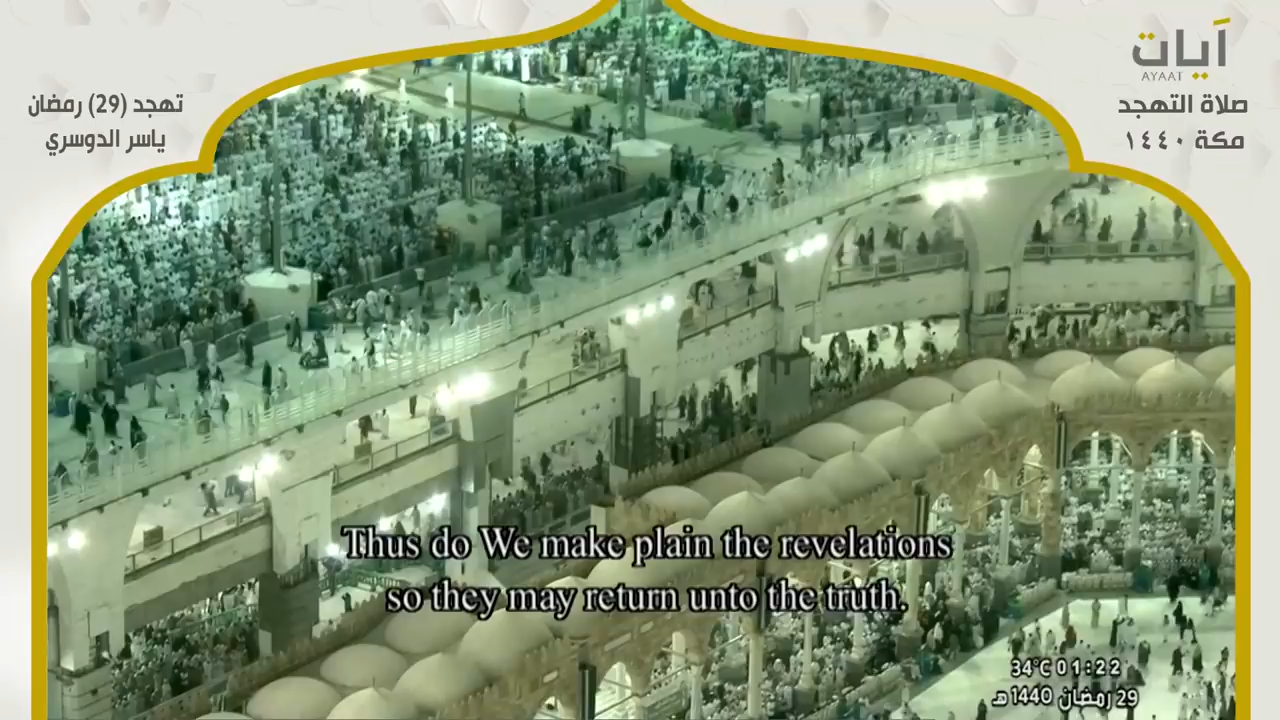 آيات
AYAAT
صلاة التهجد
مكة ١٤٤٠
تهجد (29) رمضان
ياسر الدوسري
Thus do We make plain the revelations
so they may return unto the truth.
34°C 01:22
29 رمضان 1440 هـ